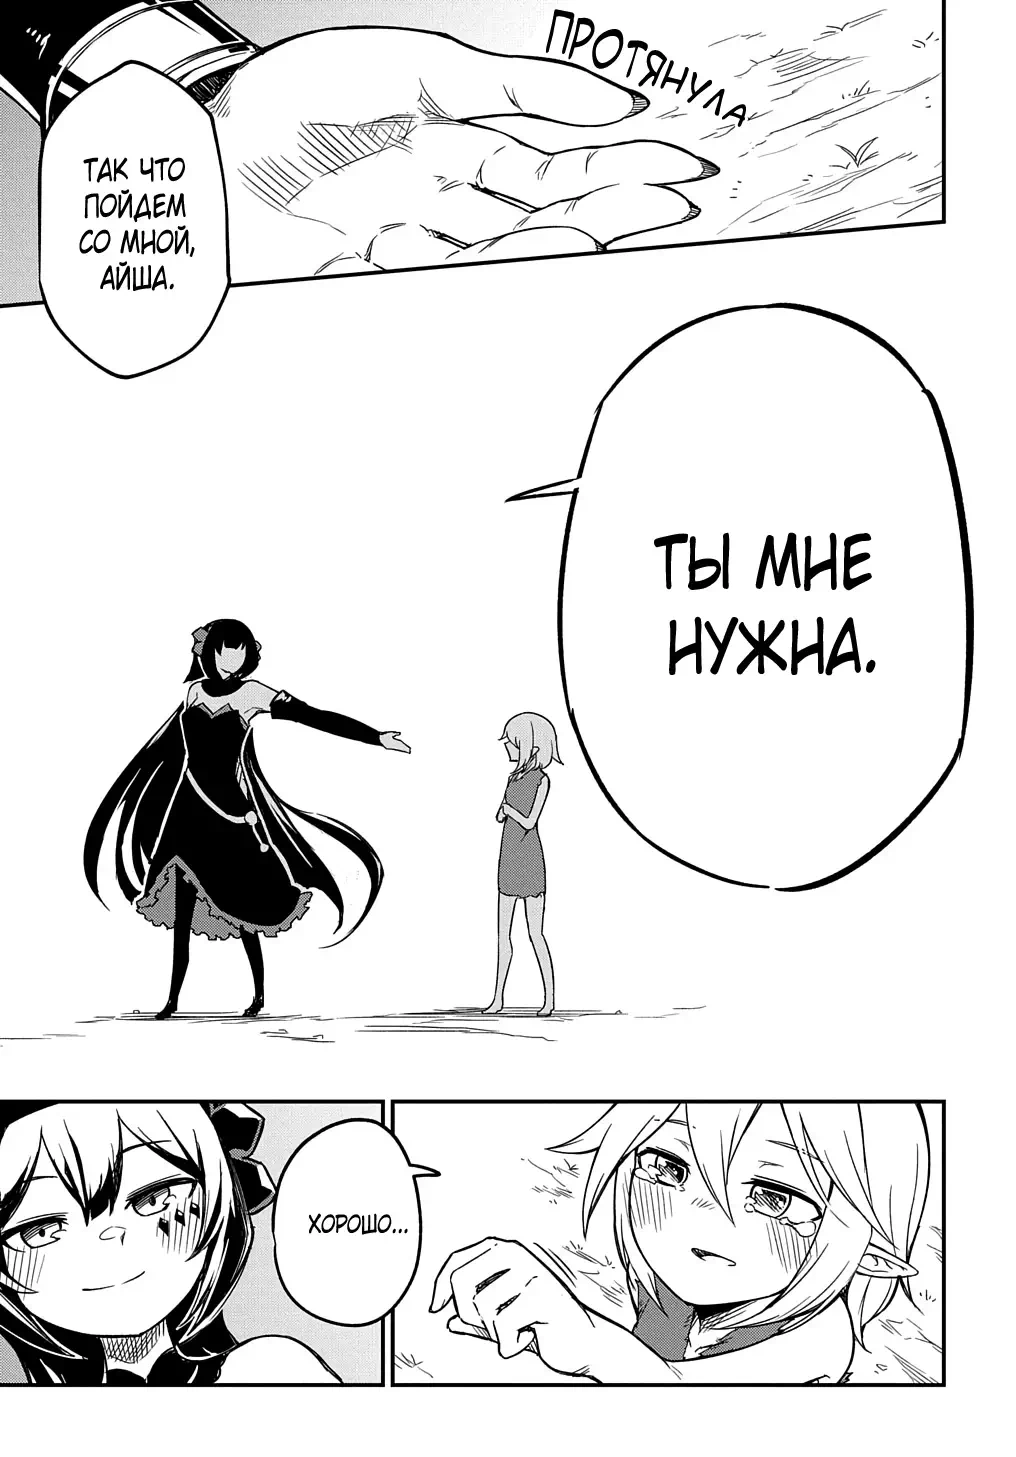 ПРОТЯНУЛА
ТАК ЧТО
ПОЙДЕМ
СО МНОЙ,
АЙША.
ТЫ МНЕ
НУЖНА.
ХОРОШО...